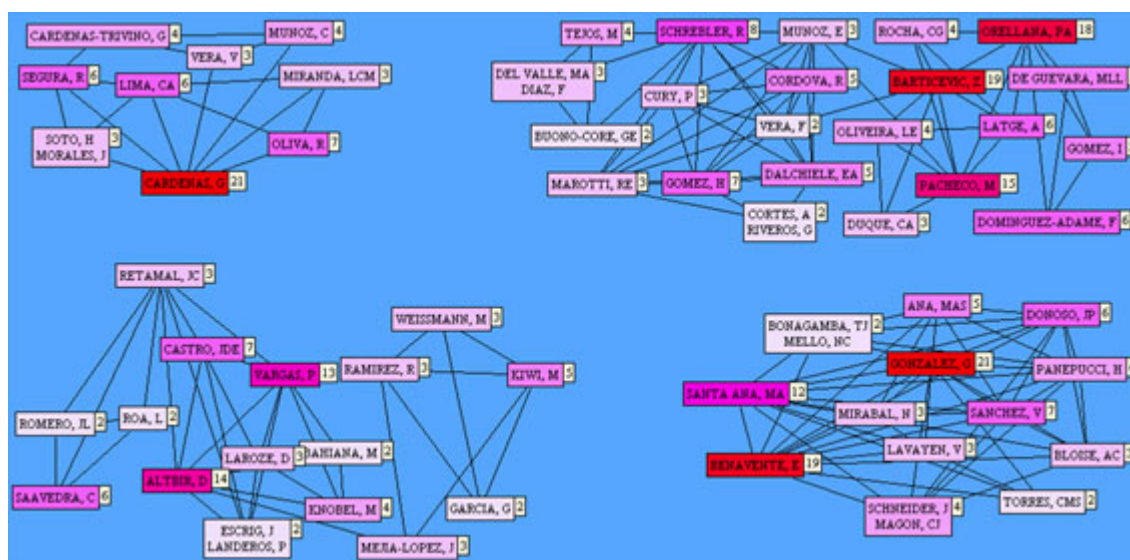 CARDENAS-TRIVINO, G 4
MUNOZ, C 4
VERA, V 3
SEGURA, R 6
LIMA, CA 6
MIRANDA, LCM 3
SOTO, H
MORALES, J 3
OLIVA, R 7
CARDENAS, G 21
TEJOS, M 4
SCHREBLER, R 8
MUNOZ, E 3
ROCHA, CG 4
ORELLANA, PA 18
DEL VALLE, MA
DIAZ, F 3
CURY, P 3
CORDOVA, R 5
BARTICEVIC, Z 19
DE GUEVARA, MLL
BUONO-CORE, GE 2
VERA, F 2
OLIVEIRA, LE 4
LATGE, A 6
GOMEZ, I
MAROTTI, RE 3
GOMEZ, H 7
DALCHIELE, EA 5
PACHECO, M 15
CORTES, A
RIVEROS, G 2
DUQUE, CA 3
DOMINGUEZ-ADAME, F 6
RETAMAL, JC 3
WEISSMANN, M 3
CASTRO, JDE 7
VARGAS, P 13
RAMIREZ, R 3
KIWI, M 5
ROMERO, JL 2
ROA, L 2
LAROZE, D 3
BAHIANA, M 2
SAAVEDRA, C 6
ALTBIR, D 14
KNOBEL, M 4
GARCIA, G 2
ESCRIG, J
LANDEROS, P 2
MEJIA-LOPEZ, J 3
ANA, MAS 5
DONOSO, JP 6
BONAGAMBA, TJ
MELLO, NC 2
GONZALEZ, G 21
PANEPUCCI, H
SANTA ANA, MA 12
MIRABAL, N 3
SANCHEZ, V 7
LAVAYEN, V 3
BLOISE, AC
BENAVENTE, E 19
SCHNEIDER, J
MAGON, CJ 4
TORRES, CMS 2